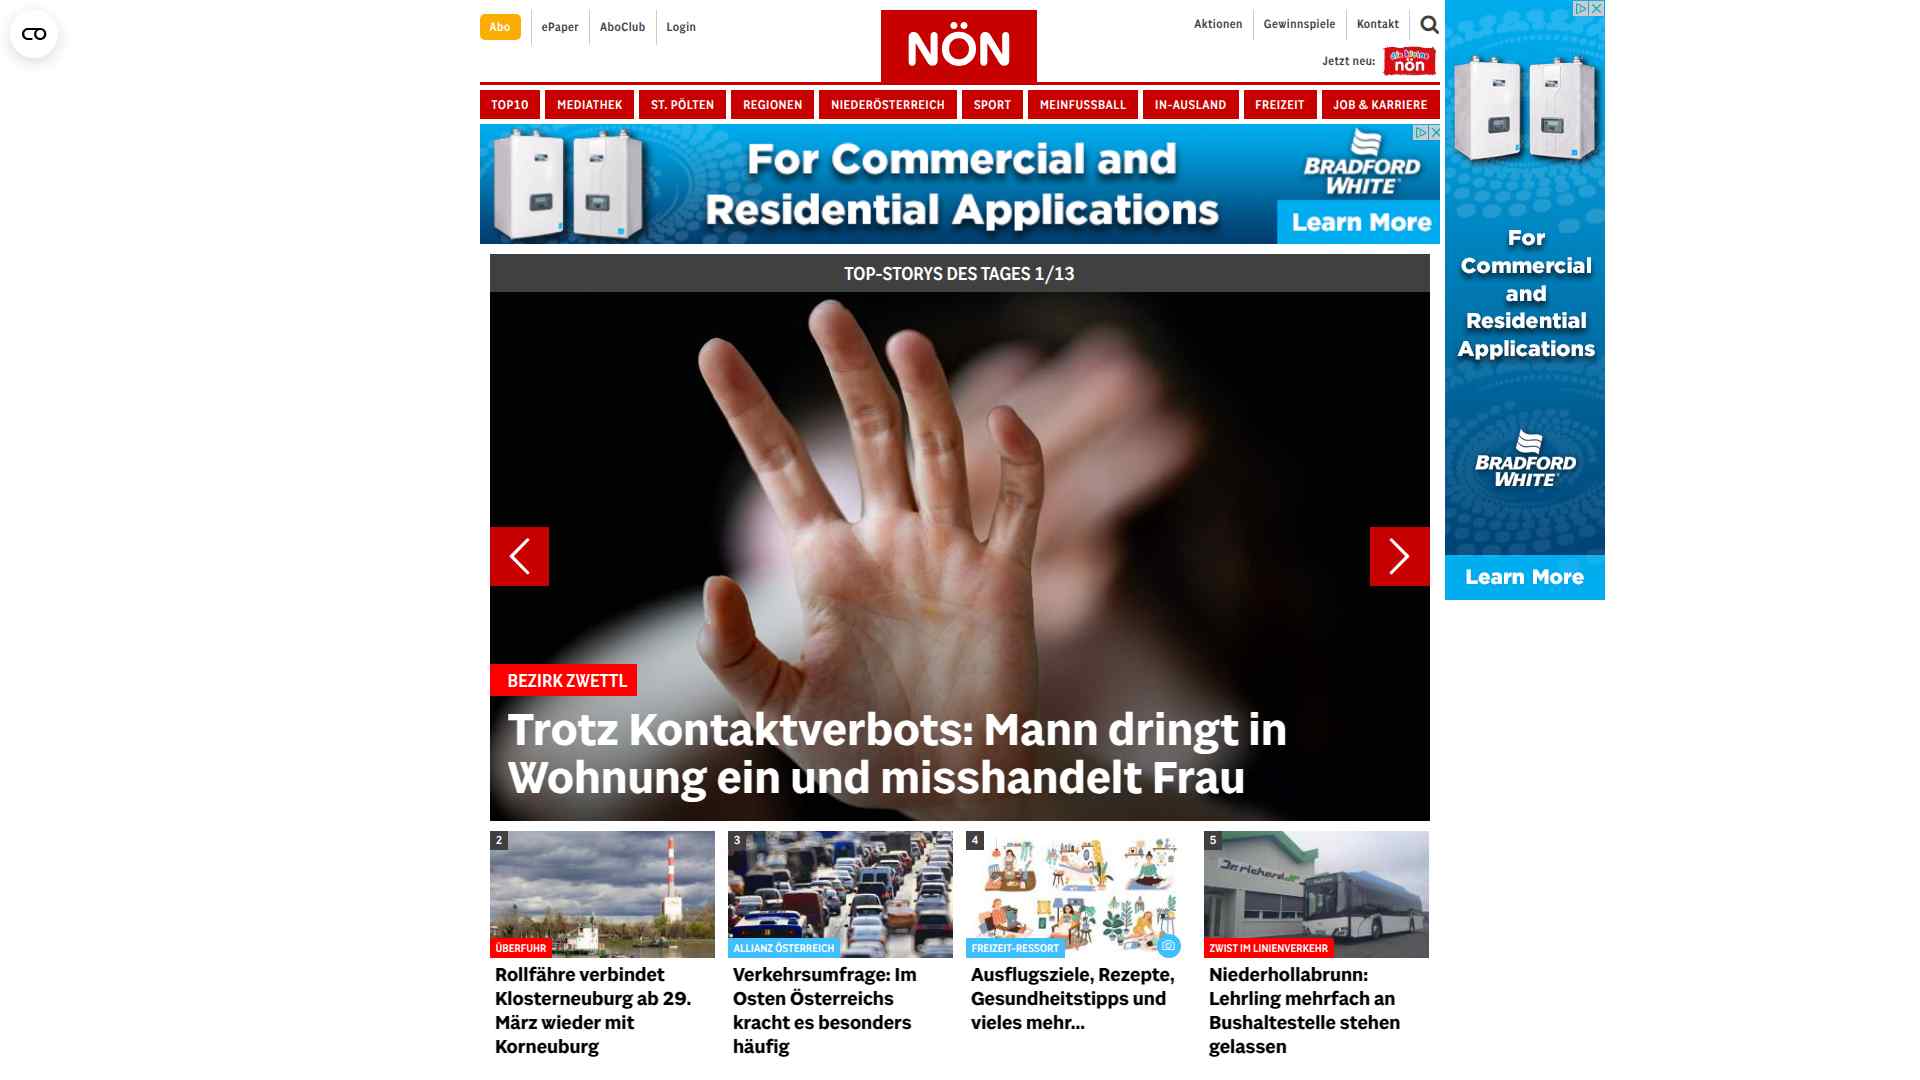 Abo
ePaper
AboClub
Login
NÖN
Aktionen
Gewinnspiele
Kontakt
Jetzt neu:
die kleine
nön
TOP10
MEDIATHEK
ST. PÖLTEN
REGIONEN
NIEDERÖSTERREICH
SPORT
MEINFUSSBALL
IN-AUSLAND
FREIZEIT
JOB & KARRIERE
For Commercial and
Residential Applications
BRADFORD
WHITE
Learn More
For
Commercial
and
Residential
Applications
BRADFORD
WHITE
Learn More
TOP-STORYS DES TAGES 1/13
BEZIRK ZWETTL
Trotz Kontaktverbots: Mann dringt in
Wohnung ein und misshandelt Frau
2
ÜBERFUHR
Rollfähre verbindet
Klosterneuburg ab 29.
März wieder mit
Korneuburg
3
ALLIANZ ÖSTERREICH
Verkehrsumfrage: Im
Osten Österreichs
kracht es besonders
häufig
4
FREIZEIT-RESSORT
Ausflugsziele, Rezepte,
Gesundheitstipps und
vieles mehr...
5
Dr.richard
ZWIST IM LINIENVERKEHR
Niederhollabrunn:
Lehrling mehrfach an
Bushaltestelle stehen
gelassen